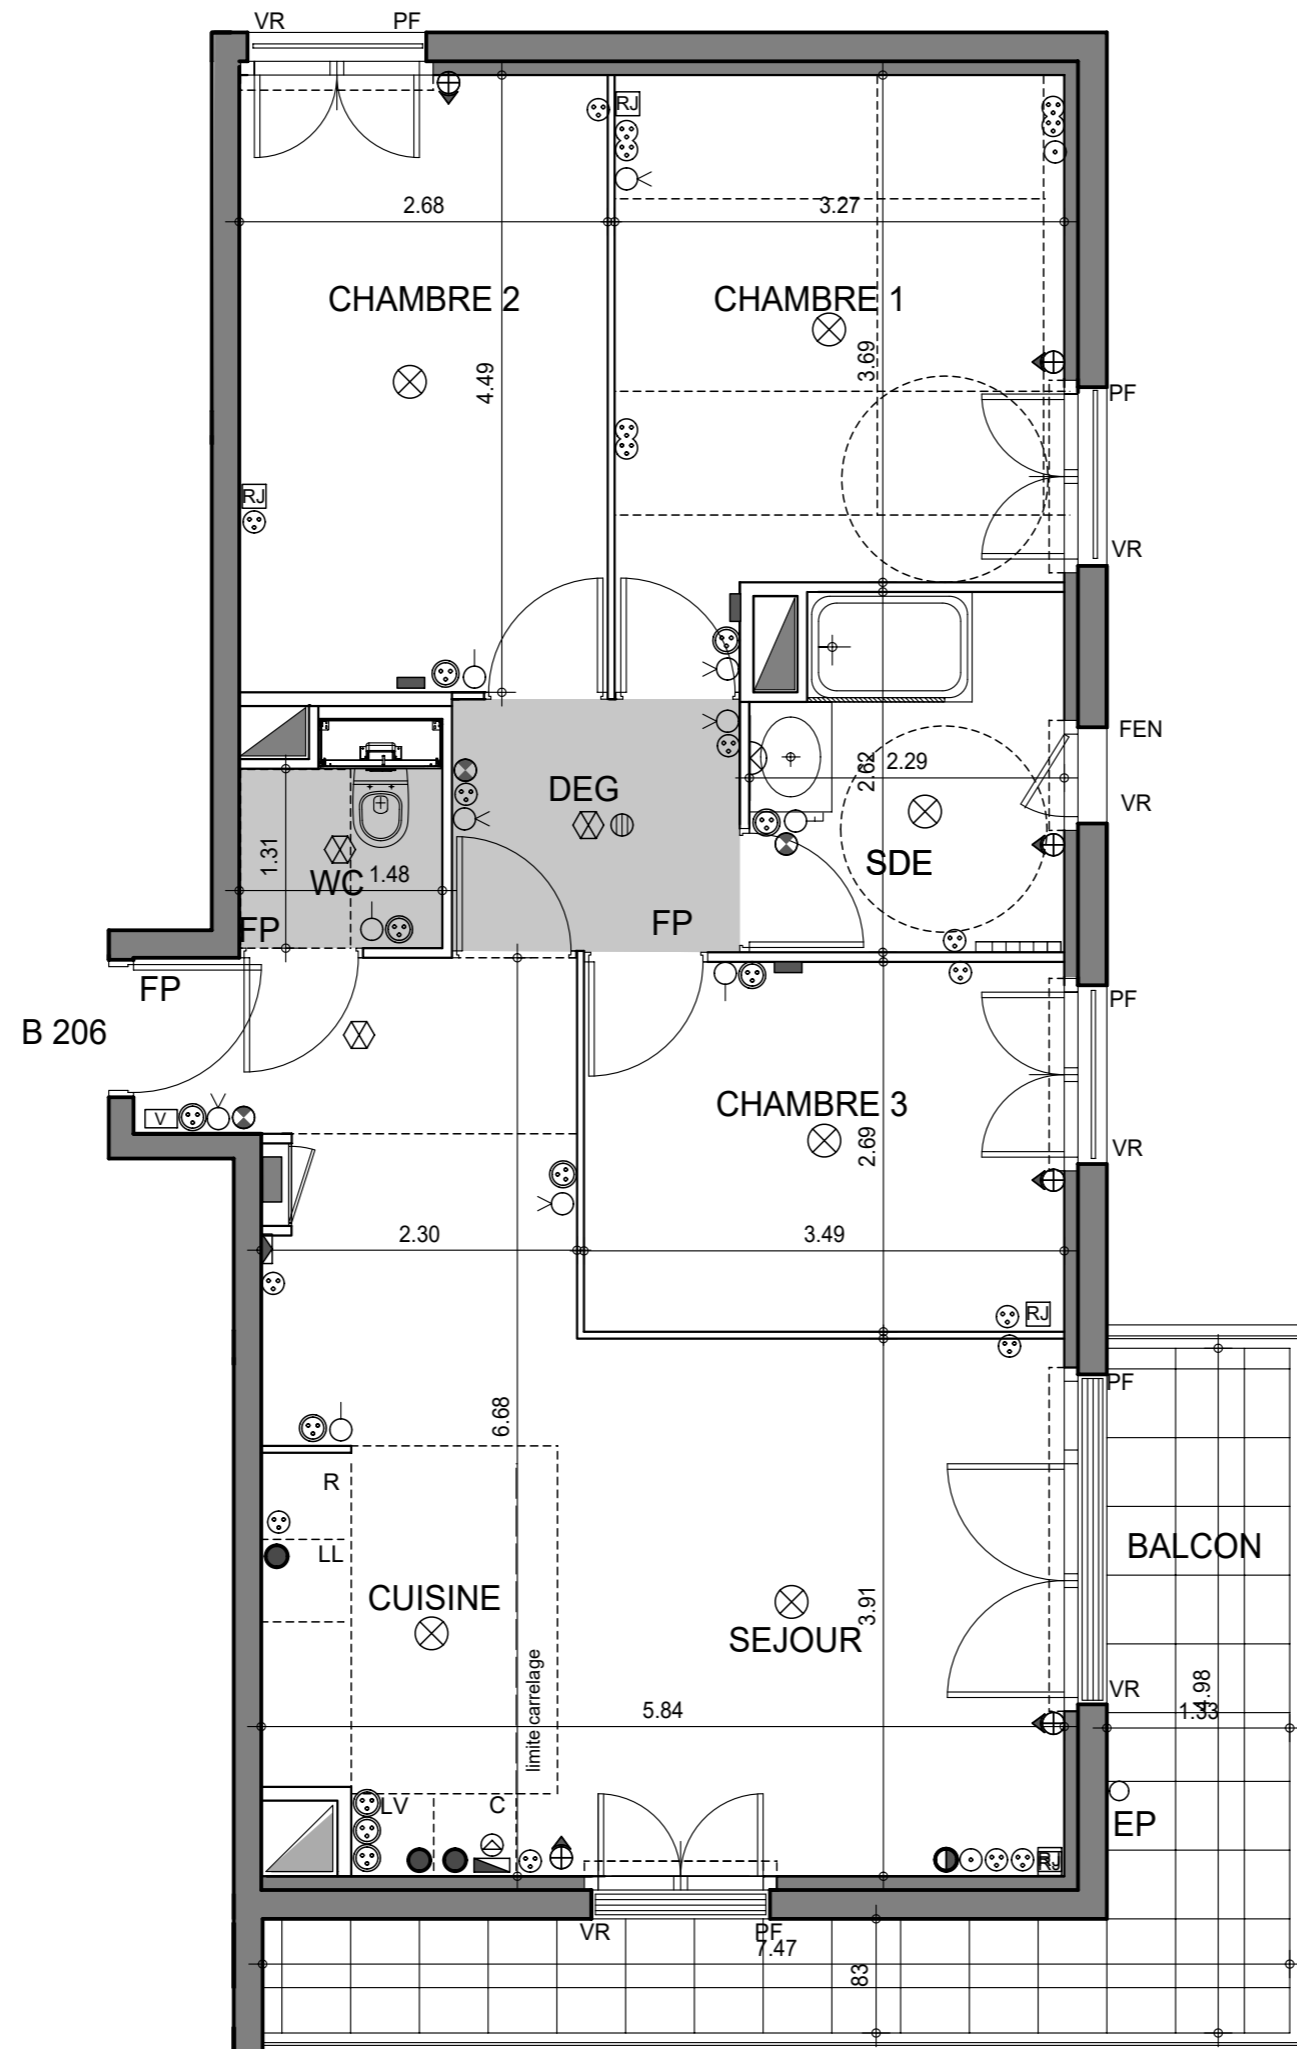 VR
PF
RJ
2.68
3.27
CHAMBRE 2
CHAMBRE 1
3.69
4.49
PF
RJ
VR
FEN
2.62
2.29
DEG
VR
1.31
WC
1.48
SDE
FP
FP
FP
PF
B 206
CHAMBRE 3
V
2.69
VR
2.30
3.49
RJ
PF
6.68
R
LL
BALCON
CUISINE
3.91
SEJOUR
limite carrelage
4.98
VR
5.84
1.33
LV
C
EP
RJ
VR
PF
7.47
83